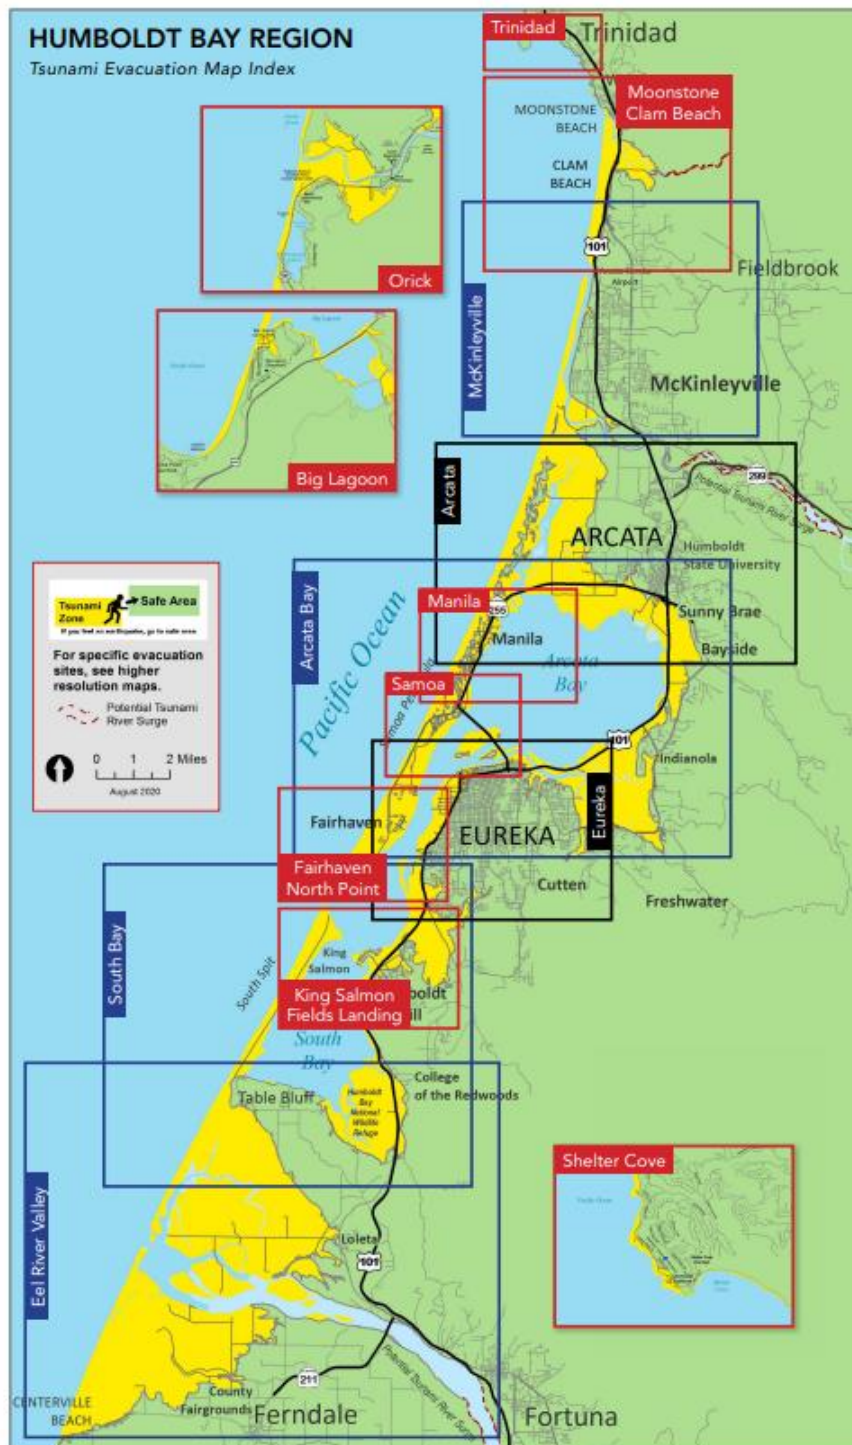 HUMBOLDT BAY REGION
Tsunami Evacuation Map Index
Trinidad
Trinidad
Moonstone
Clam Beach
MOONSTONE
BEACH
CLAM
BEACH
Orick
101
Fieldbrook
Airport
McKinleyville
McKinleyville
Big Lagoon
Arcata
299
Potential Tsunami River Surge
ARCATA
Humboldt
State University
Tsunami
Zone
Safe Area
If you feel an earthquake, go to safe area
For specific evacuation
sites, see higher
resolution maps.
Potential Tsunami
River Surge
0 1 2 Miles
August 2020
Arcata Bay
Pacific Ocean
Manila
255
Manila
Sunny Brae
Bayside
Arcata
Bay
Samoa
101
Indianola
Fairhaven
EUREKA
Eureka
Fairhaven
North Point
Cutten
Freshwater
South Bay
South Spit
King
Salmon
King Salmon
Fields Landing
South
Bay
Table Bluff
Humboldt
Bay
National
Wildlife
Refuge
College
of the Redwoods
Shelter Cove
Eel River Valley
Loleta
101
211
Potential Tsunami River Surge
County
Fairgrounds
CENTERVILLE
BEACH
Ferndale
Fortuna